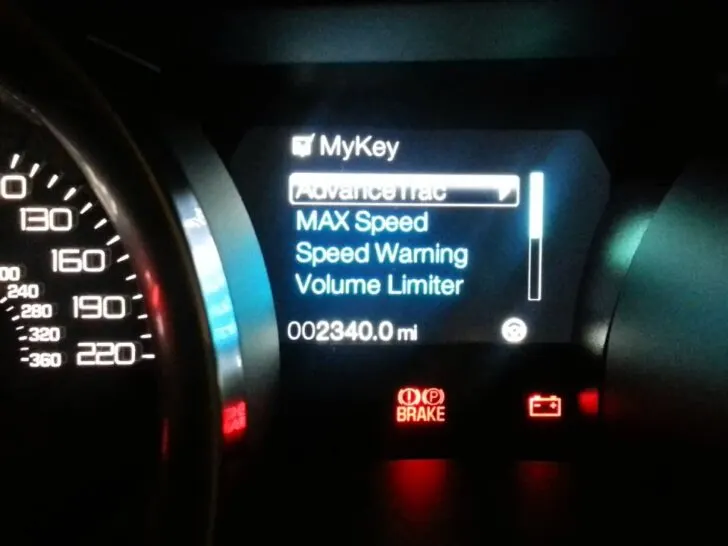 MyKey
AdvanceTrac
MAX Speed
Speed Warning
Volume Limiter
002340.0 mi
130
160
190
220
240
280
320
360
P
BRAKE